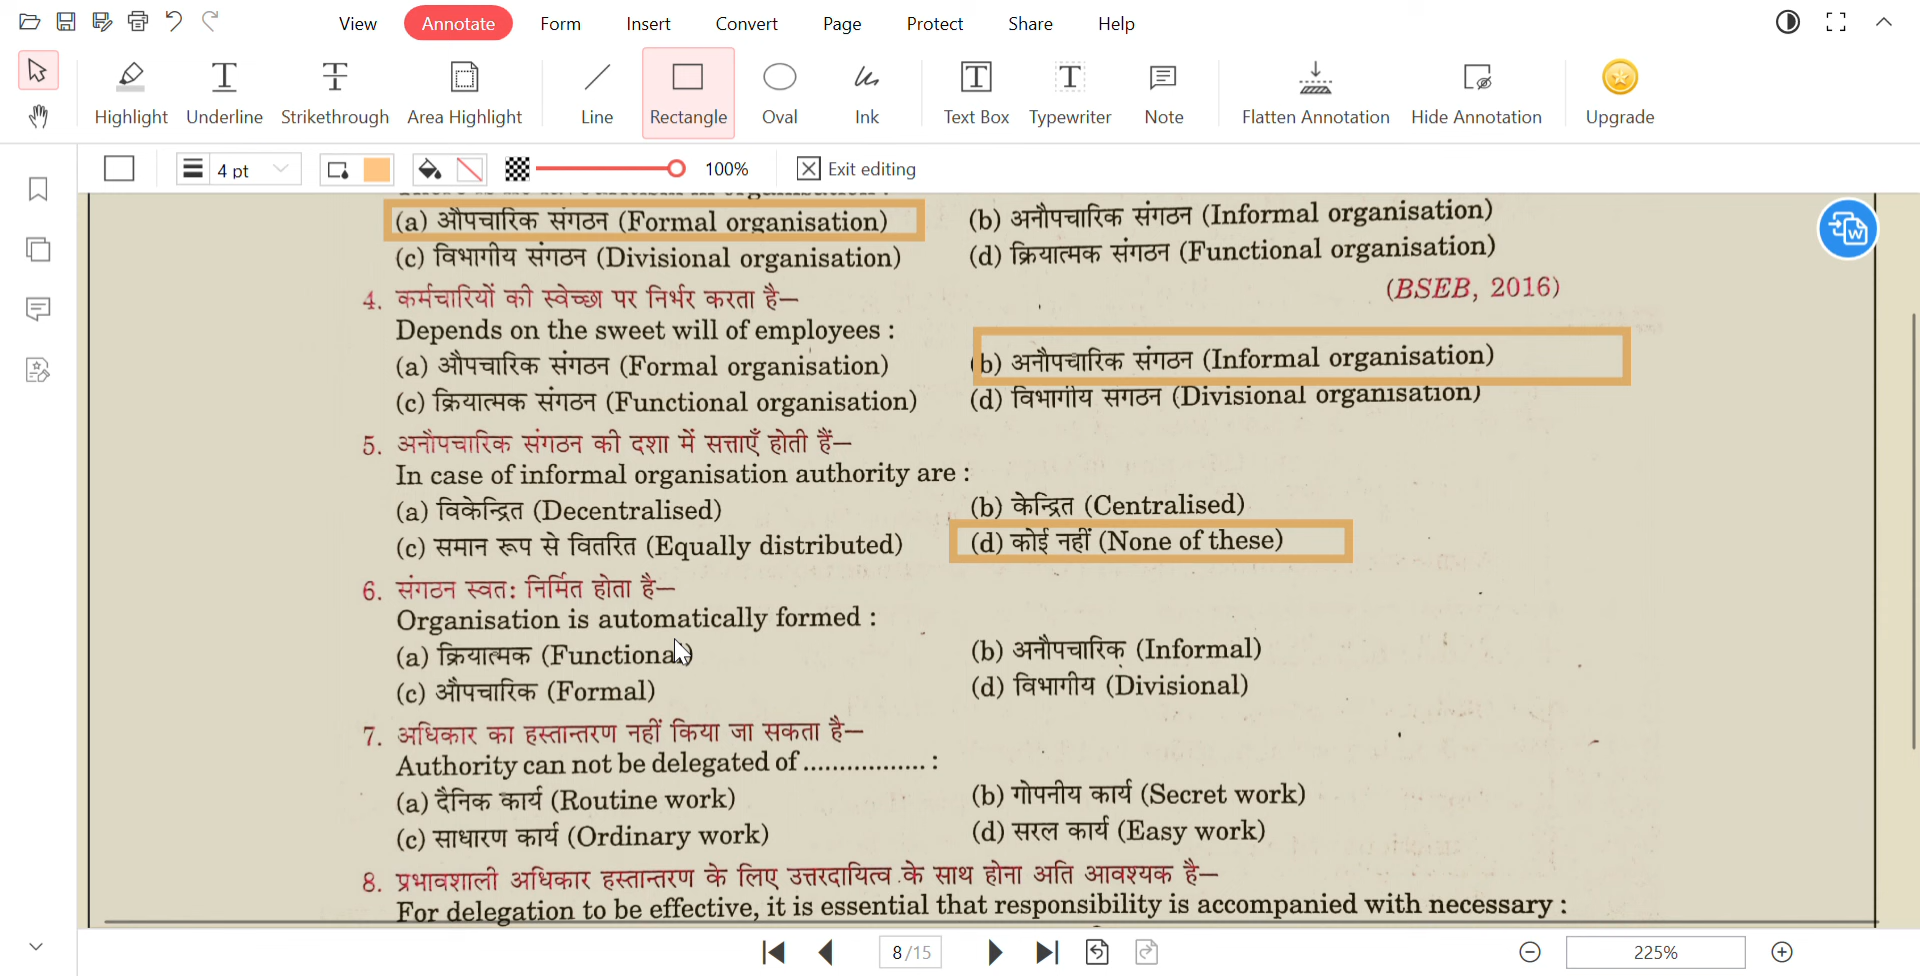 View Annotate Form Insert Convert Page Protect Share Help
Highlight Underline Strikethrough Area Highlight Line Rectangle Oval Ink Text Box Typewriter Note Flatten Annotation Hide Annotation Upgrade
4 pt 100% Exit editing
(a) औपचारिक संगठन (Formal organisation) (b) अनौपचारिक संगठन (Informal organisation)
(c) विभागीय संगठन (Divisional organisation) (d) क्रियात्मक संगठन (Functional organisation)
4. कर्मचारियों की स्वेच्छा पर निर्भर करता है— (BSEB, 2016)
Depends on the sweet will of employees :
(a) औपचारिक संगठन (Formal organisation) (b) अनौपचारिक संगठन (Informal organisation)
(c) क्रियात्मक संगठन (Functional organisation) (d) विभागीय संगठन (Divisional organisation)
5. अनौपचारिक संगठन की दशा में सत्ताएँ होती हैं—
In case of informal organisation authority are :
(a) विकेन्द्रित (Decentralised) (b) केन्द्रित (Centralised)
(c) समान रूप से वितरित (Equally distributed) (d) कोई नहीं (None of these)
6. संगठन स्वतः निर्मित होता है—
Organisation is automatically formed :
(a) क्रियात्मक (Functional) (b) अनौपचारिक (Informal)
(c) औपचारिक (Formal) (d) विभागीय (Divisional)
7. अधिकार का हस्तान्तरण नहीं किया जा सकता है—
Authority can not be delegated of ................. :
(a) दैनिक कार्य (Routine work) (b) गोपनीय कार्य (Secret work)
(c) साधारण कार्य (Ordinary work) (d) सरल कार्य (Easy work)
8. प्रभावशाली अधिकार हस्तान्तरण के लिए उत्तरदायित्व के साथ होना अति आवश्यक है—
For delegation to be effective, it is essential that responsibility is accompanied with necessary :
8/15 225%